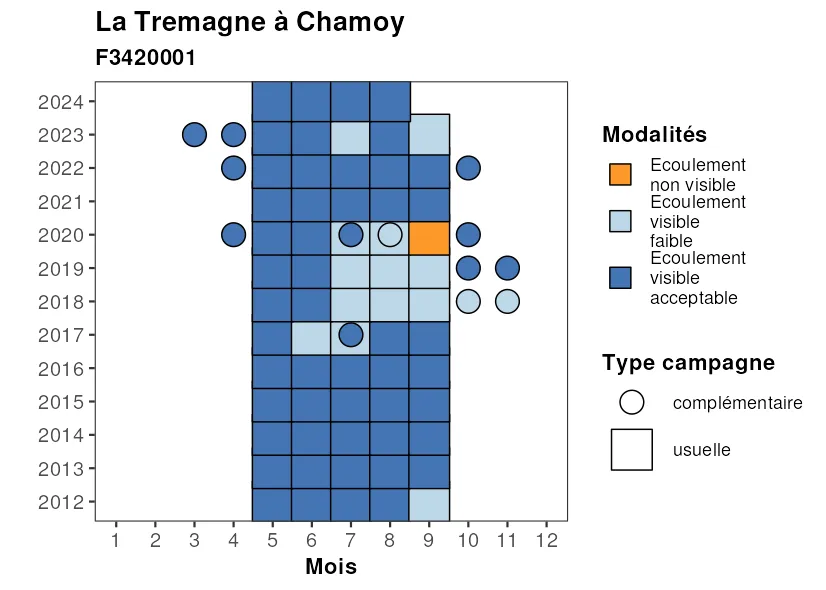 La Tremagne à Chamoy
F3420001
2024
2023
2022
2021
2020
2019
2018
2017
2016
2015
2014
2013
2012
1 2 3 4 5 6 7 8 9 10 11 12
Mois
Modalités
Ecoulement
non visible
Ecoulement
visible
faible
Ecoulement
visible
acceptable
Type campagne
complémentaire
usuelle